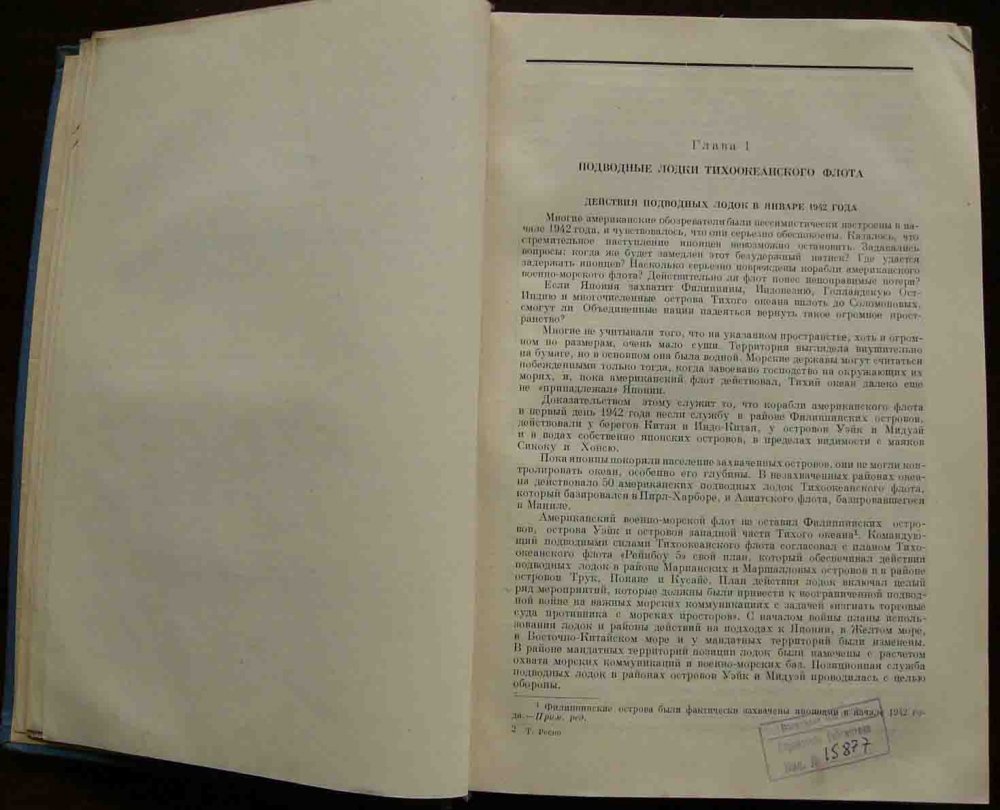 Глава 1
ПОДВОДНЫЕ ЛОДКИ ТИХООКЕАНСКОГО ФЛОТА
ДЕЙСТВИЯ ПОДВОДНЫХ ЛОДОК В ЯНВАРЕ 1942 ГОДА
Многие американские обозреватели были пессимистически настроены в на-
чале 1942 года, и чувствовалось, что они серьезно обеспокоены. Казалось, что
стремительное наступление японцев невозможно остановить. Задавались
вопросы: когда же будет замедлен этот безудержный натиск? Где удастся
задержать японцев? Насколько серьезно повреждены корабли американского
военно-морского флота? Действительно ли флот понес непоправимые потери?
Если Япония захватит Филиппины, Индонезию, Голландскую Ост-
Индию и многочисленные острова Тихого океана вплоть до Соломоновых,
смогут ли Объединенные нации надеяться вернуть такое огромное прост-
ранство?
Многие не учитывали того, что на указанном пространстве, хоть и огром-
ном по размерам, очень мало суши. Территория выглядела внушительно
на бумаге, но в основном она была водной. Морские державы могут считаться
побежденными только тогда, когда завоевано господство на окружающих их
морях, и, пока американский флот действовал, Тихий океан далеко еще
не «принадлежал» Японии.
Доказательством этому служит то, что корабли американского флота
в первый день 1942 года несли службу в районе Филиппинских островов,
действовали у берегов Китая и Индо-Китая, у островов Уэйк и Мидуэй
и в водах собственно японских островов, в пределах видимости с маяков
Сикоку и Хонсю.
Пока японцы покоряли население захваченных островов, они не могли кон-
тролировать океан, особенно его глубины. В незахваченных районах океа-
на действовало 50 американских подводных лодок Тихоокеанского флота,
который базировался в Пирл-Харборе, и Азиатского флота, базировавшегося
в Маниле.
Американский военно-морской флот не оставил Филиппинских остро-
вов, острова Уэйк и островов западной части Тихого океана¹. Командую-
щий подводными силами Тихоокеанского флота согласовал с планом Тихо-
океанского флота «Рейнбоу 5» свой план, который обеспечивал действия
подводных лодок в районе Марианских и Маршалловых островов и в районе
островов Трук, Понапе и Кусайе. План действия лодок включал целый
ряд мероприятий, которые должны были привести к неограниченной подвод-
ной войне на важных морских коммуникациях с задачей «изгнать торговые
суда противника с морских просторов». С началом войны планы исполь-
зования лодок и районы действий на подходах к Японии, в Желтом море,
в Восточно-Китайском море и у мандатных территорий были изменены.
В районе мандатных территорий позиции лодок были намечены с расчетом
охвата морских коммуникаций и военно-морских баз. Позиционная служба
подводных лодок в районах островов Уэйк и Мидуэй проводилась с целью
обороны.
¹ Филиппинские острова были фактически захвачены японцами в начале 1942 го-
да.—Прим. ред.
2 Т. Роско
Инв. № 15877